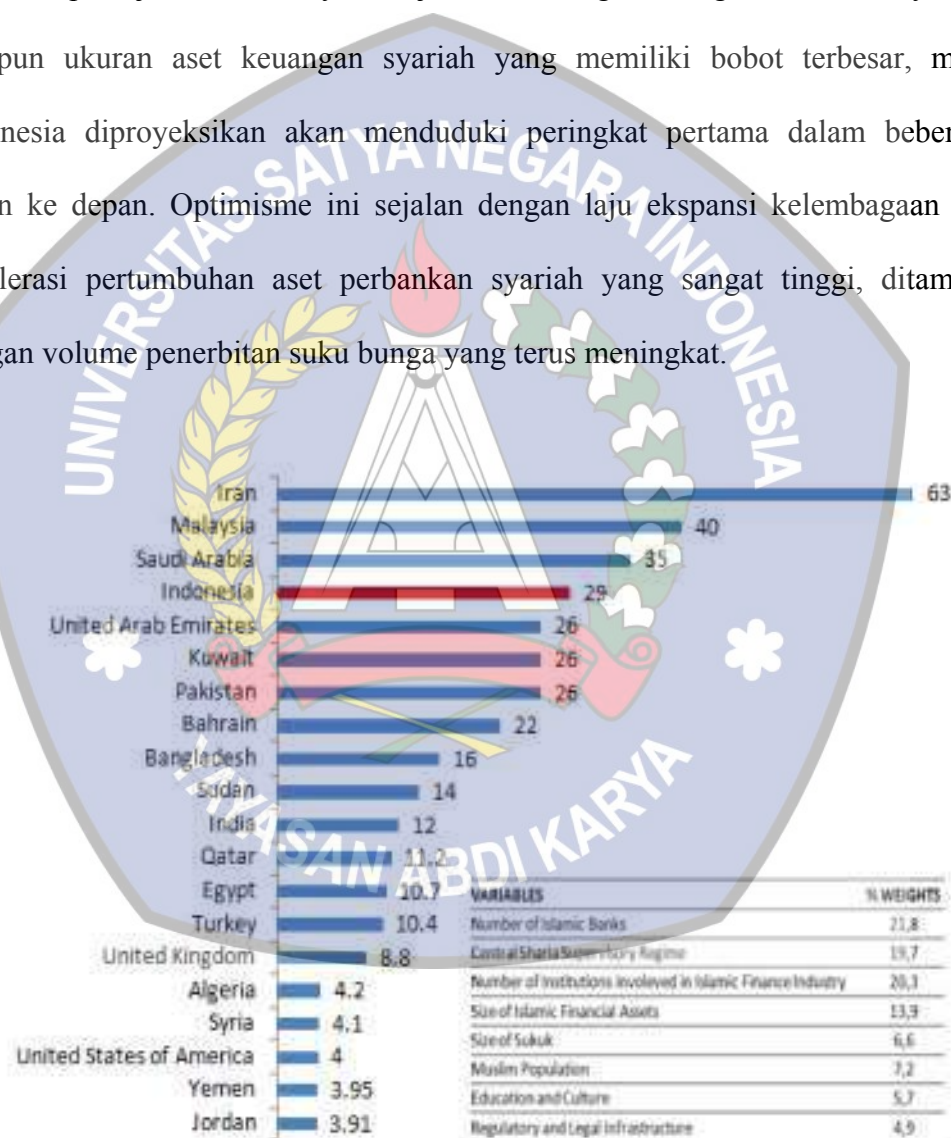 pun ukuran aset keuangan syariah yang memiliki bobot terbesar, m
nesia diproyeksikan akan menduduki peringkat pertama dalam beber
n ke depan. Optimisme ini sejalan dengan laju ekspansi kelembagaan
lerasi pertumbuhan aset perbankan syariah yang sangat tinggi, ditam
gan volume penerbitan suku bunga yang terus meningkat.
UNIVERSITAS SATYA NEGARA INDONESIA
Iran 63
Malaysia 40
Saudi Arabia 35
Indonesia 29
United Arab Emirates 26
Kuwait 26
Pakistan 26
Bahrain 22
Bangladesh 16
Sudan 14
India 12
Qatar 11.2
Egypt 10.7
Turkey 10.4
United Kingdom 8.8
Algeria 4.2
Syria 4.1
United States of America 4
Yemen 3.95
Jordan 3.91
YAYASAN ABDI KARYA
VARIABLES % WEIGHTS
Number of Islamic Banks 21,8
Central Sharia Supervisory Regime 19,7
Number of Institutions involeved in Islamic Finance Industry 20,3
Size of Islamic Financial Assets 13,9
Size of Sukuk 6,6
Muslim Population 7,2
Education and Culture 5,7
Regulatory and Legal Infrastructure 4,9